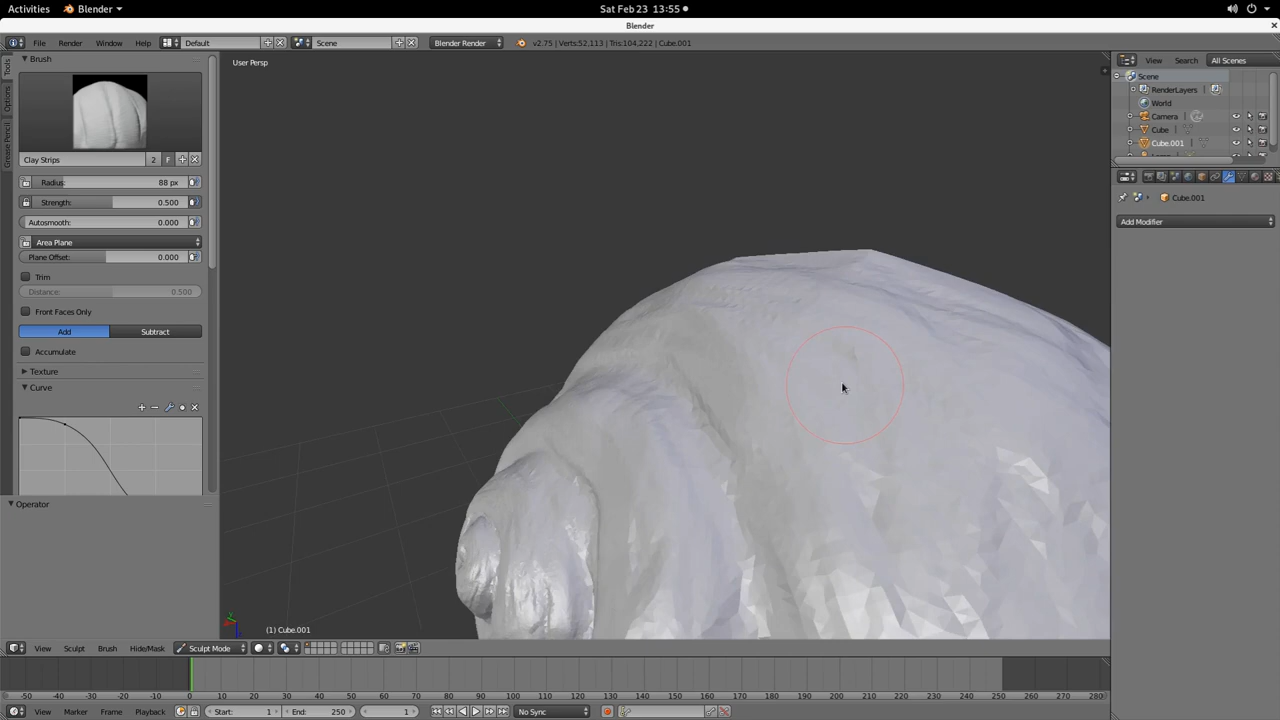 Activities Blender Sat Feb 23 13:55
Blender
File Render Window Help Default Scene Blender Render v2.75 | Verts:52,113 | Tris:104,222 | Cube.001
Tools
Options
Grease Pencil
Brush
Clay Strips 2 F
Radius: 88 px
Strength: 0.500
Autosmooth: 0.000
Area Plane
Plane Offset: 0.000
Trim
Distance: 0.500
Front Faces Only
Add Subtract
Accumulate
Texture
Curve
Operator
User Persp
(1) Cube.001
View Search All Scenes
Scene
RenderLayers
World
Camera
Cube
Cube.001
Cube.001
Add Modifier
View Sculpt Brush Hide/Mask Sculpt Mode
-50 -40 -30 -20 -10 0 10 20 30 40 50 60 70 80 90 100 110 120 130 140 150 160 170 180 190 200 210 220 230 240 250 260 270 280
View Marker Frame Playback Start: 1 End: 250 1 No Sync